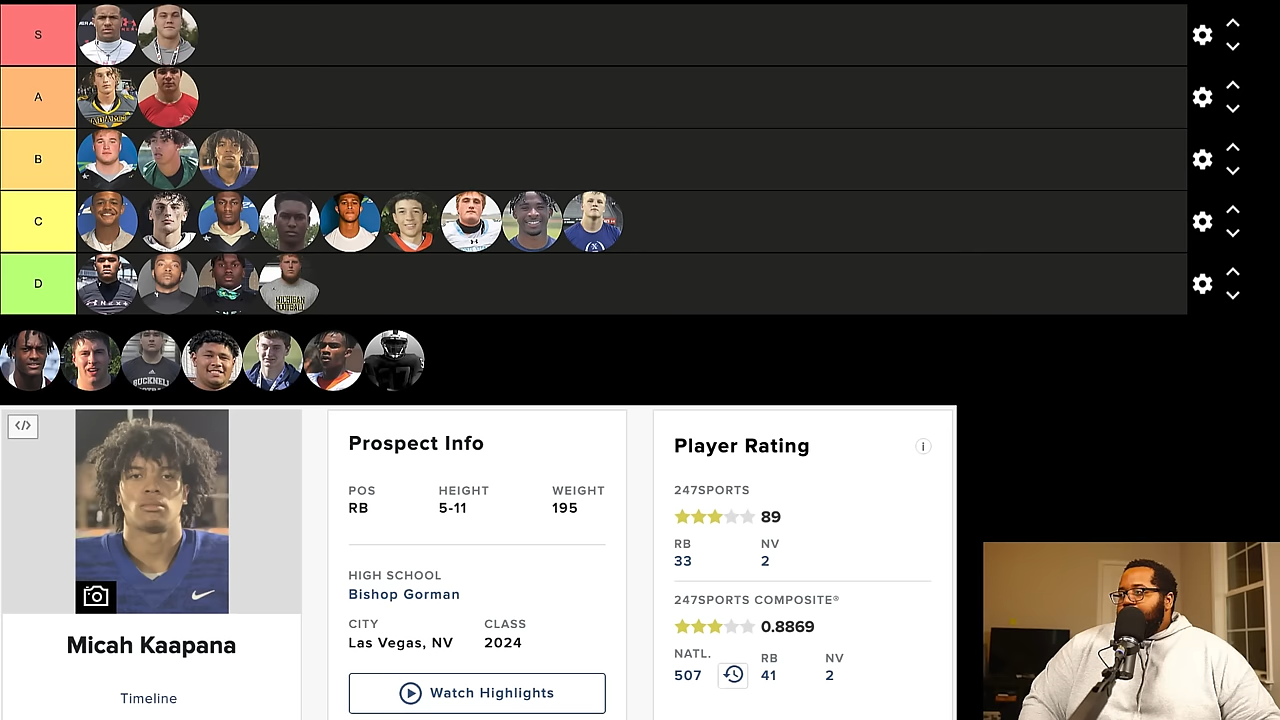 S
A
B
C
D
MICHIGAN
FOOTBALL
BUCKNELL
</>
Micah Kaapana
Timeline
Prospect Info
POS HEIGHT WEIGHT
RB 5-11 195
HIGH SCHOOL
Bishop Gorman
CITY CLASS
Las Vegas, NV 2024
Watch Highlights
Player Rating
i
247SPORTS
89
RB NV
33 2
247SPORTS COMPOSITE®
0.8869
NATL. RB NV
507 41 2